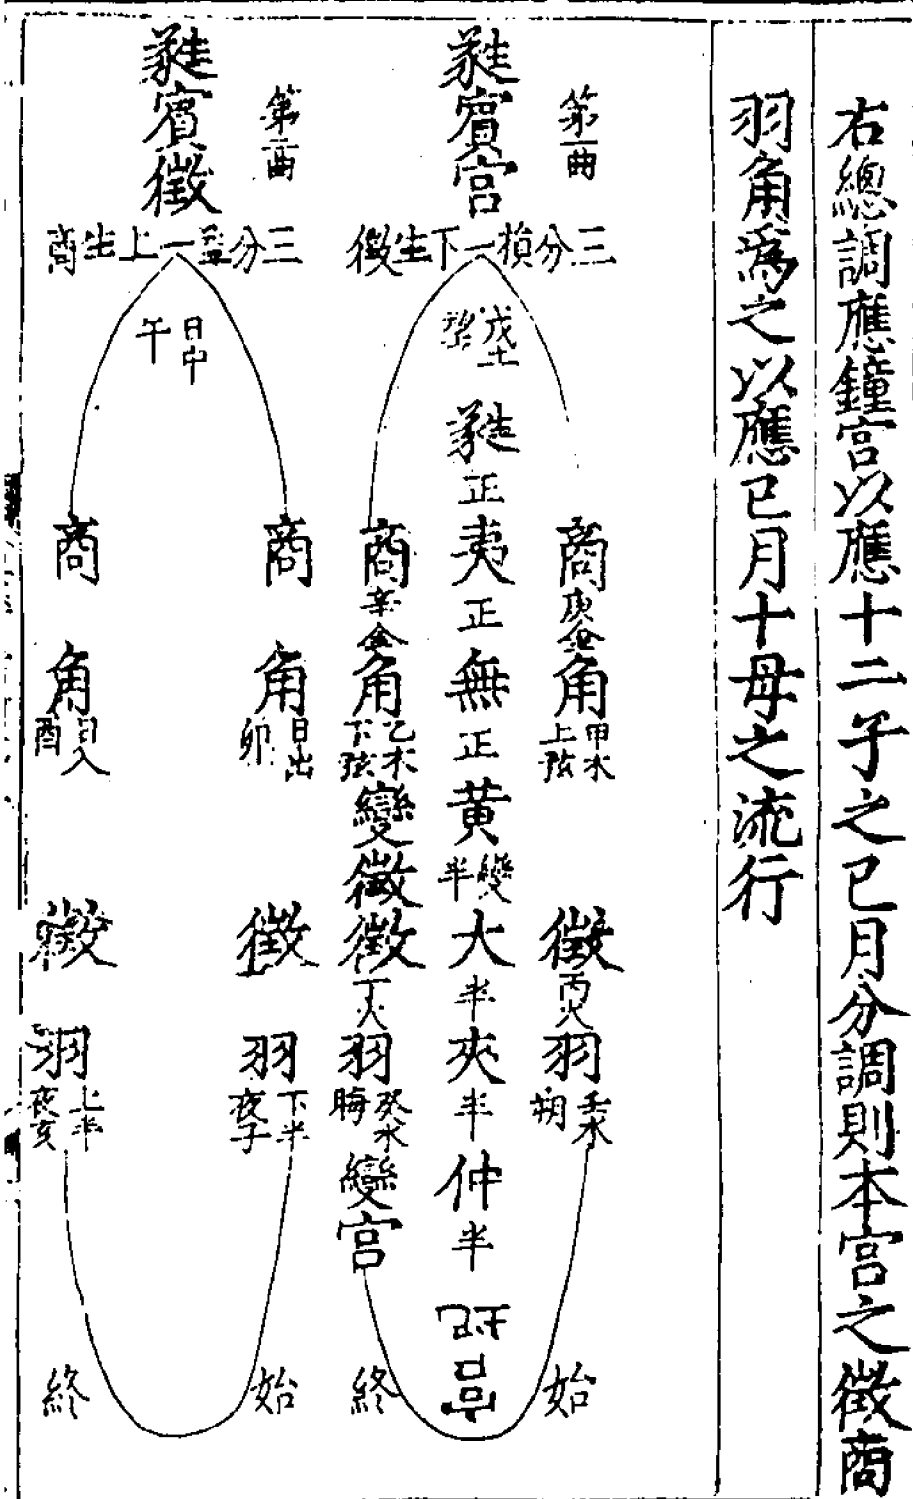 右總調應鐘宮以應十二子之巳月分調則本宮之徵商
羽角爲之以應巳月十母之流行
第一曲
蕤賓宮
三分損一下生徵
戊土
望
商庚金角甲木上弦徵丙火羽壬水朔始
蕤正夷正無正黃變半大半夾半仲半
商辛金角乙木下弦變徵徵丁火羽癸水晦變宮終
第二曲
蕤賓徵
三分益一上生商
日中
午
商角日出卯徵羽下半夜子始
商角日入酉徵羽上半夜亥終